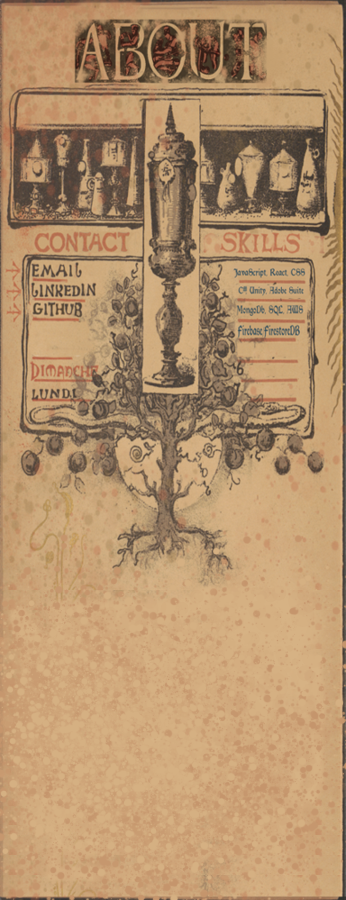 ABOUT
CONTACT
EMAIL
LINKEDIN
GITHUB
DIMANCHE
LUNDI
SKILLS
JavaScript, React, CSS
C# Unity, Adobe Suite
MongoDb, SQL, AWS
Firebase/FirestoreDB
6